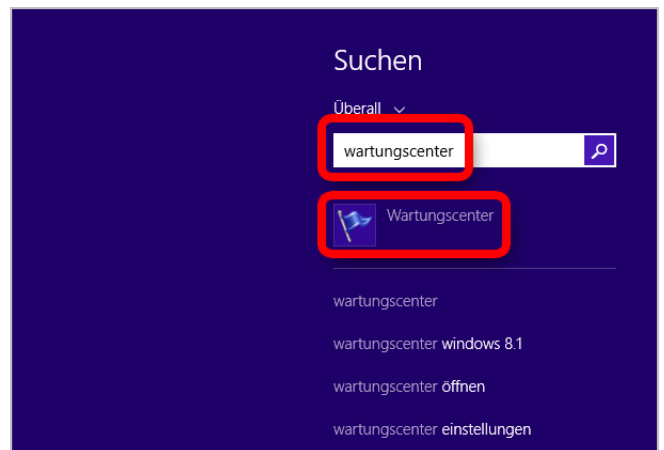 Suchen
Überall
wartungscenter
Wartungscenter
wartungscenter
wartungscenter windows 8.1
wartungscenter öffnen
wartungscenter einstellungen